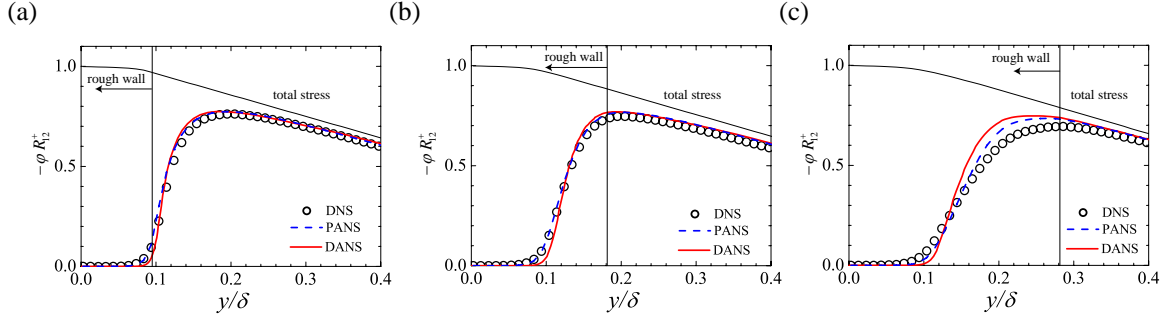 (a)
1.0
0.5
0.0
− φ R₁₂⁺
rough wall
total stress
DNS
PANS
DANS
0.0 0.1 0.2 0.3 0.4
y/δ
(b)
1.0
0.5
0.0
− φ R₁₂⁺
rough wall
total stress
DNS
PANS
DANS
0.0 0.1 0.2 0.3 0.4
y/δ
(c)
1.0
0.5
0.0
− φ R₁₂⁺
rough wall
total stress
DNS
PANS
DANS
0.0 0.1 0.2 0.3 0.4
y/δ